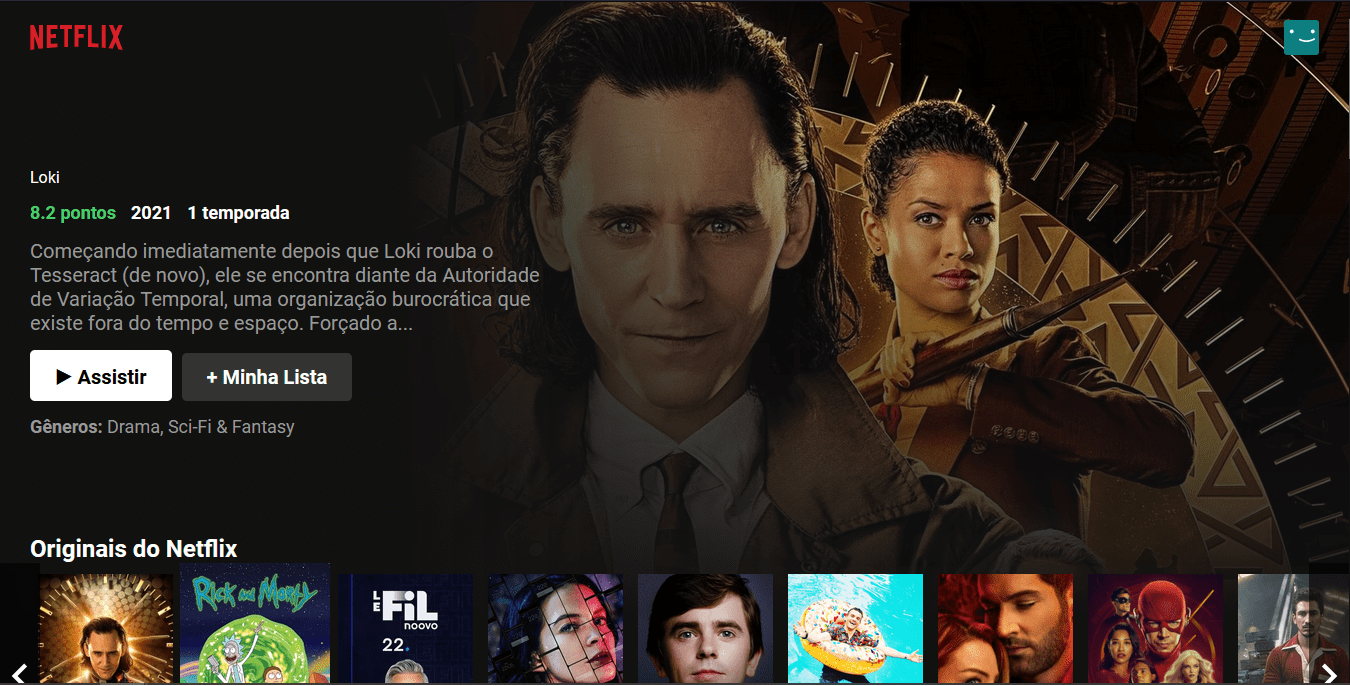 NETFLIX
Loki
8.2 pontos 2021 1 temporada
Começando imediatamente depois que Loki rouba o
Tesseract (de novo), ele se encontra diante da Autoridade
de Variação Temporal, uma organização burocrática que
existe fora do tempo e espaço. Forçado a...
▶ Assistir + Minha Lista
Gêneros: Drama, Sci-Fi & Fantasy
Originais do Netflix
RICK AND MORTY
LE FiL
noovo
22.